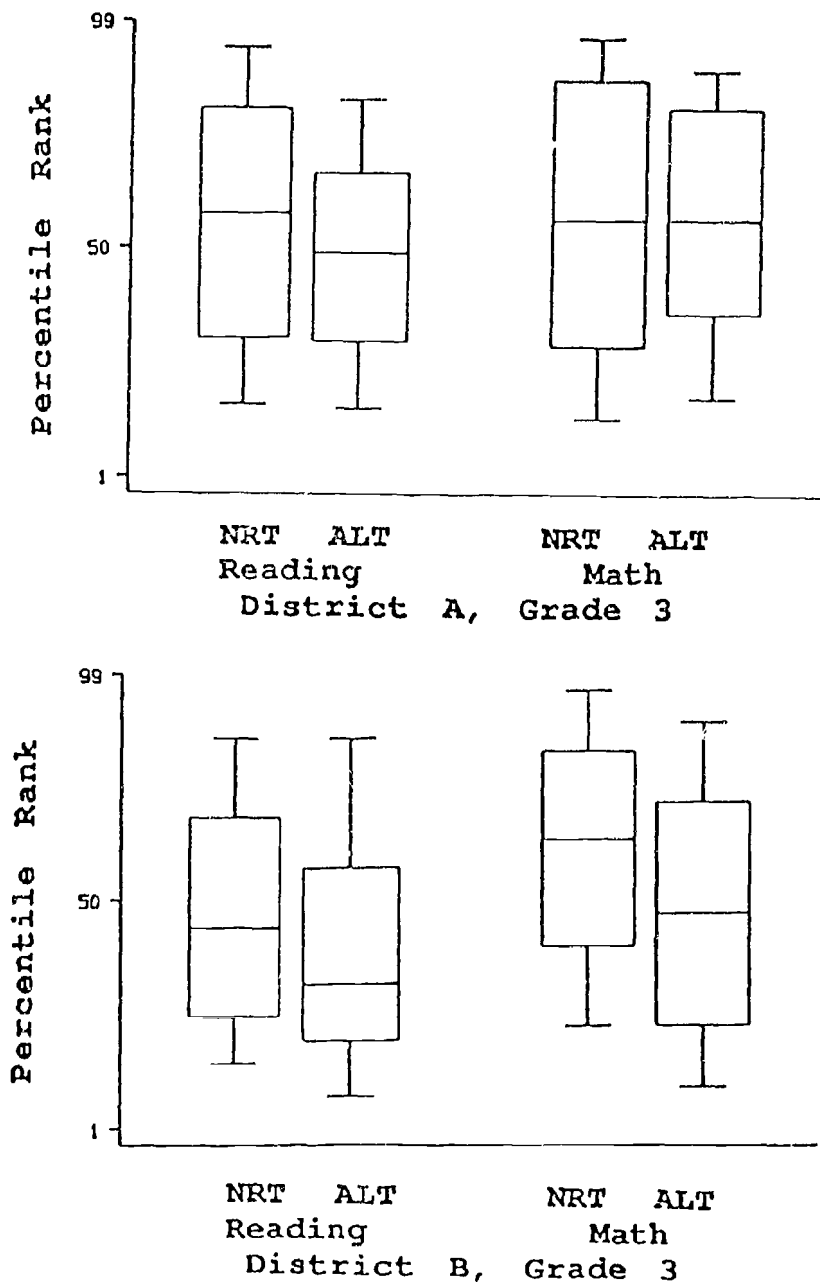 99
50
1
Percentile Rank
NRT ALT NRT ALT
Reading Math
District A, Grade 3
99
50
1
Percentile Rank
NRT ALT NRT ALT
Reading Math
District B, Grade 3